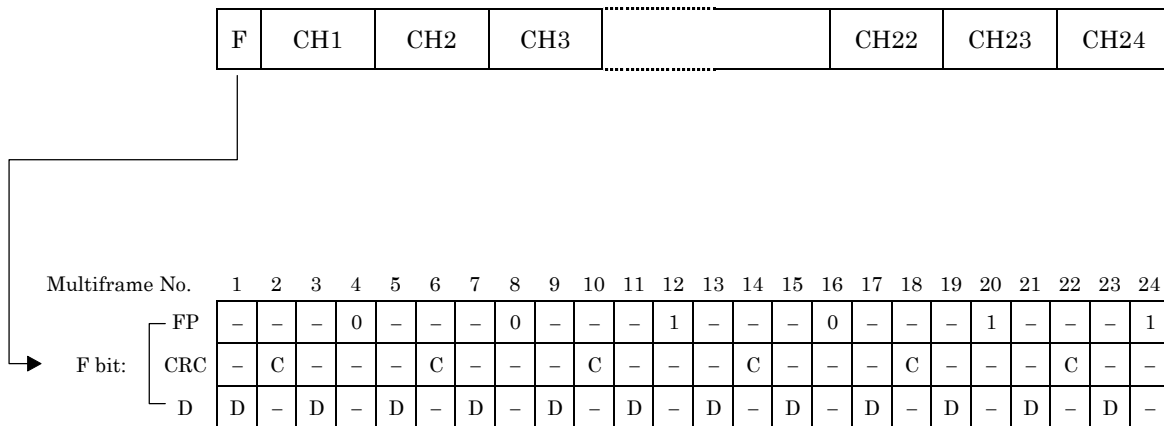 F CH1 CH2 CH3 CH22 CH23 CH24
Multiframe No. 1 2 3 4 5 6 7 8 9 10 11 12 13 14 15 16 17 18 19 20 21 22 23 24
FP – – – 0 – – – 0 – – – 1 – – – 0 – – – 1 – – – 1
F bit: CRC – C – – – C – – – C – – – C – – – C – – – C – –
D D – D – D – D – D – D – D – D – D – D – D – D –